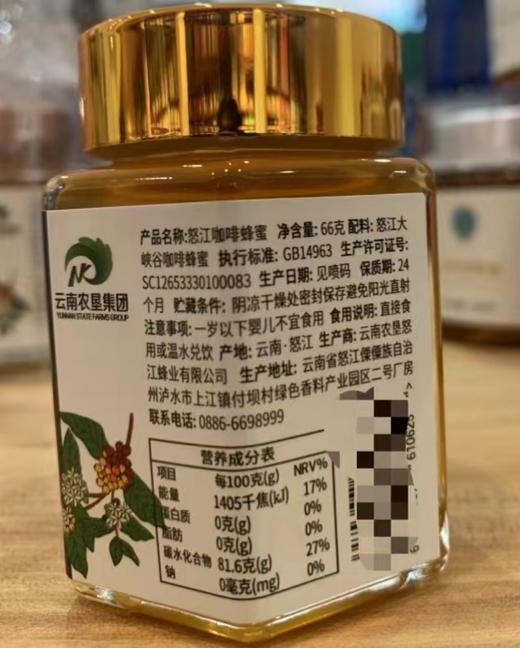 NK
云南农垦集团
YUNNAN STATE FARMS GROUP
产品名称:怒江咖啡蜂蜜 净含量: 66克 配料: 怒江大
峡谷咖啡蜂蜜 执行标准: GB14963 生产许可证号:
SC12653330100083 生产日期: 见喷码 保质期: 24
个月 贮藏条件: 阴凉干燥处密封保存避免阳光直射
注意事项: 一岁以下婴儿不宜食用 食用说明: 直接食
用或温水兑饮 产地: 云南·怒江 生产商: 云南农垦怒
江蜂业有限公司 生产地址: 云南省怒江傈僳族自治
州泸水市上江镇付坝村绿色香料产业园区二号厂房
联系电话: 0886-6698999
营养成分表
项目 每100克(g) NRV%
能量 1405千焦(kJ) 17%
蛋白质 0克(g) 0%
脂肪 0克(g) 0%
碳水化合物 81.6克(g) 27%
钠 0毫克(mg) 0%